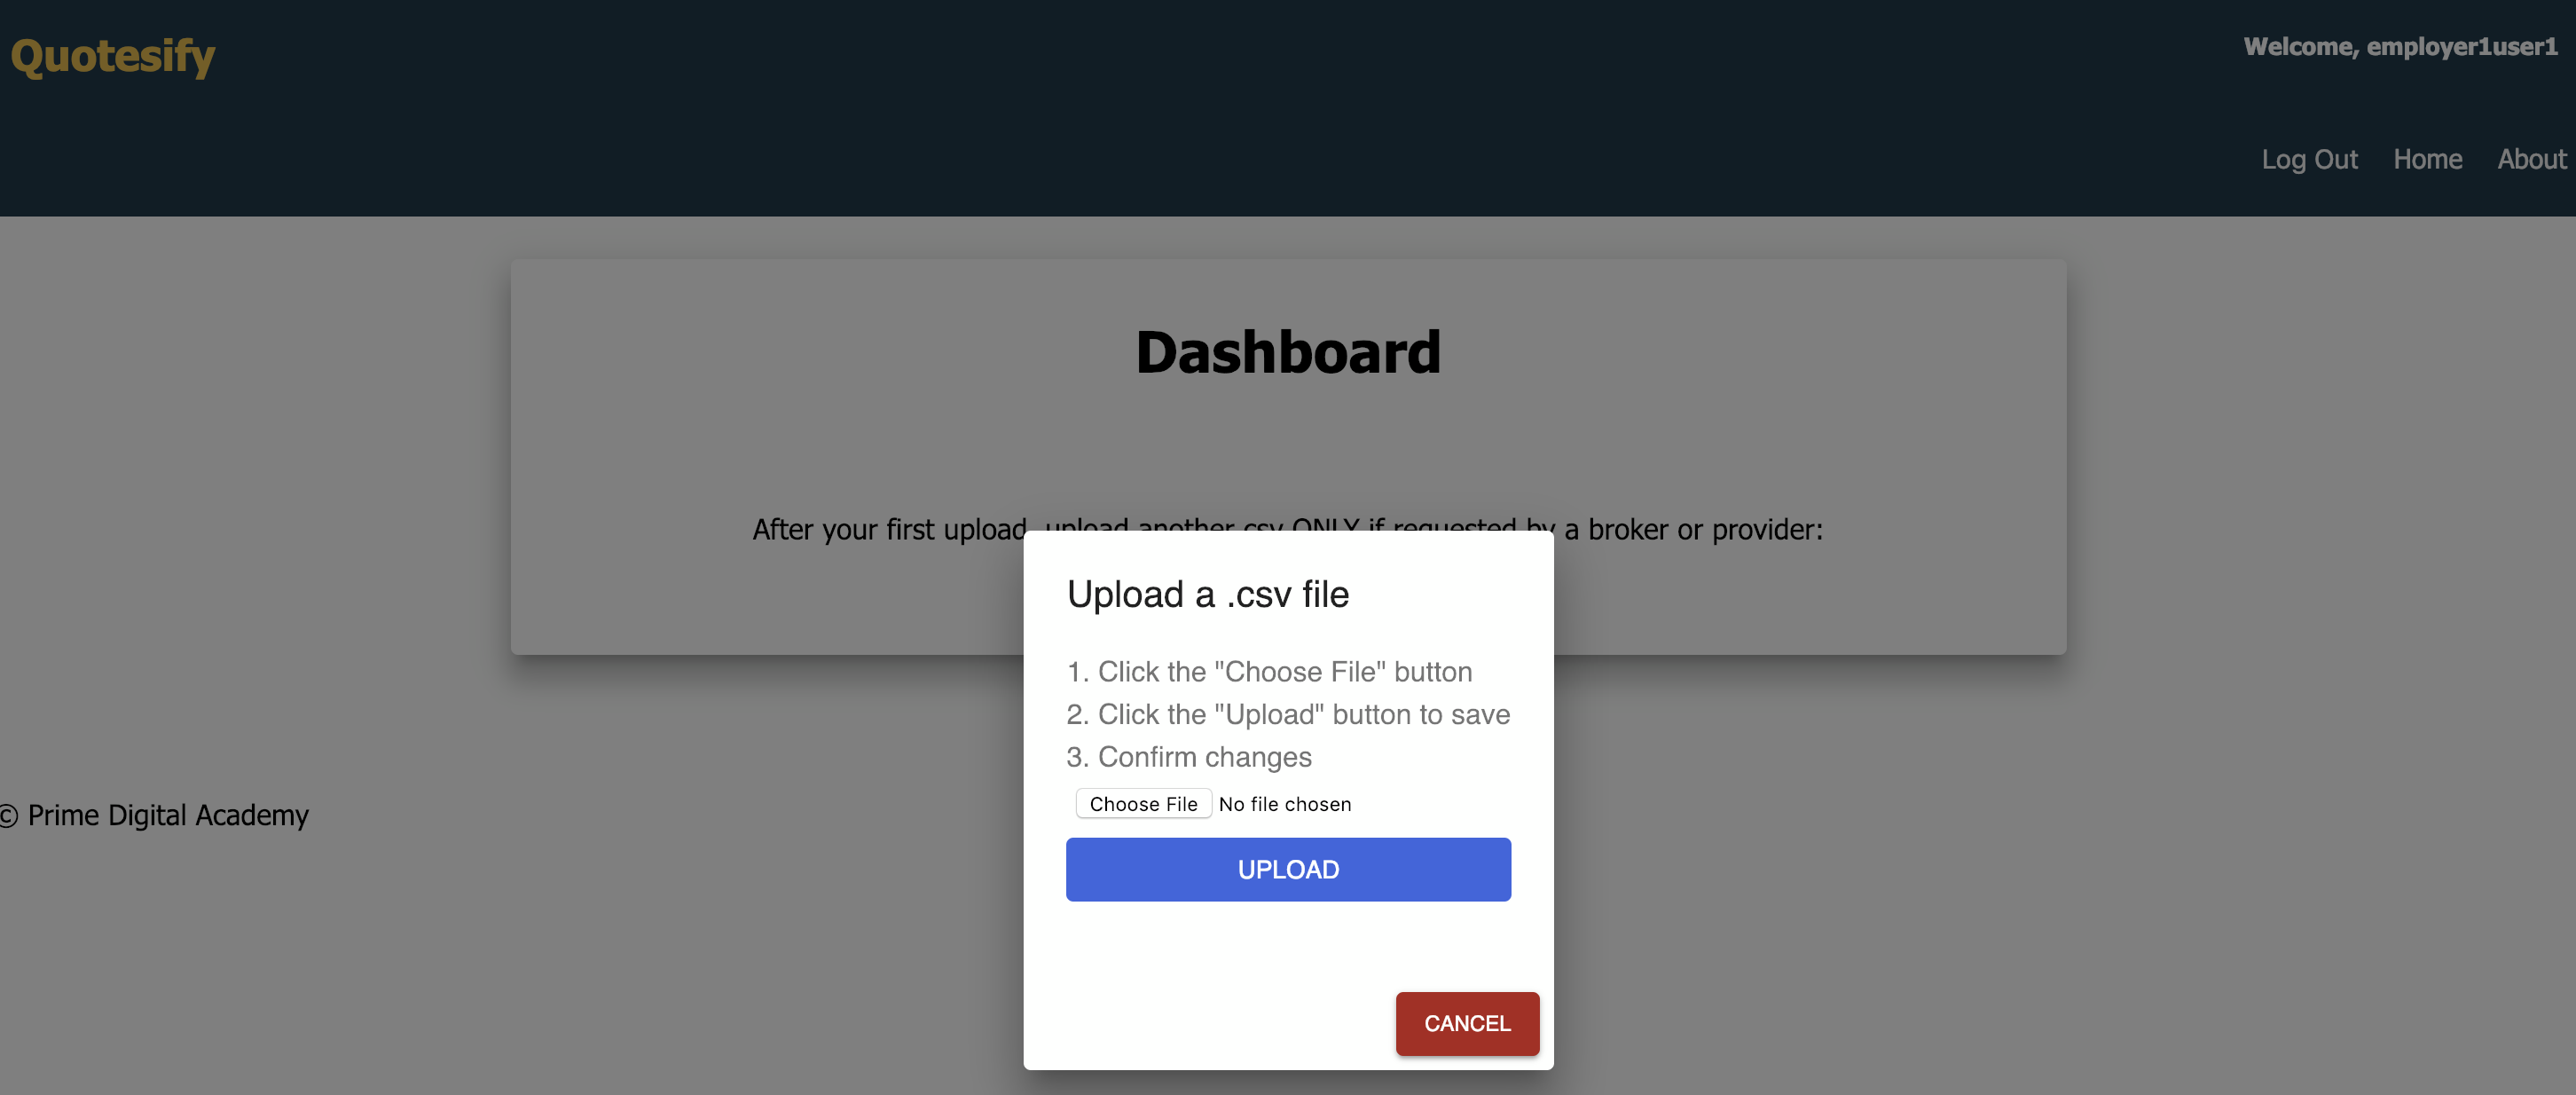 Quotesify
Welcome, employer1user1
Log Out Home About
Dashboard
After your first upload, upload another csv ONLY if requested by a broker or provider:
Upload a .csv file
1. Click the "Choose File" button
2. Click the "Upload" button to save
3. Confirm changes
Choose File No file chosen
UPLOAD
CANCEL
© Prime Digital Academy